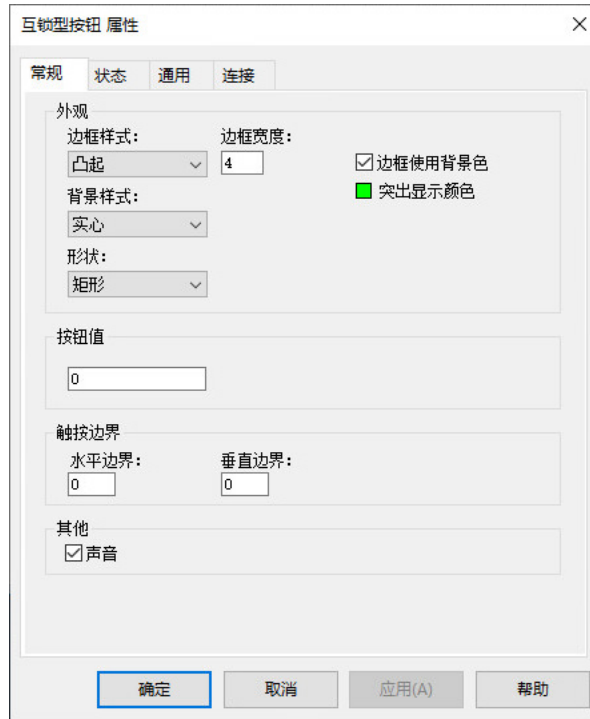 互锁型按钮 属性
常规 状态 通用 连接
外观
边框样式: 边框宽度:
凸起 4 边框使用背景色
背景样式: 突出显示颜色
实心
形状:
矩形
按钮值
0
触按边界
水平边界: 垂直边界:
0 0
其他
声音
确定 取消 应用(A) 帮助